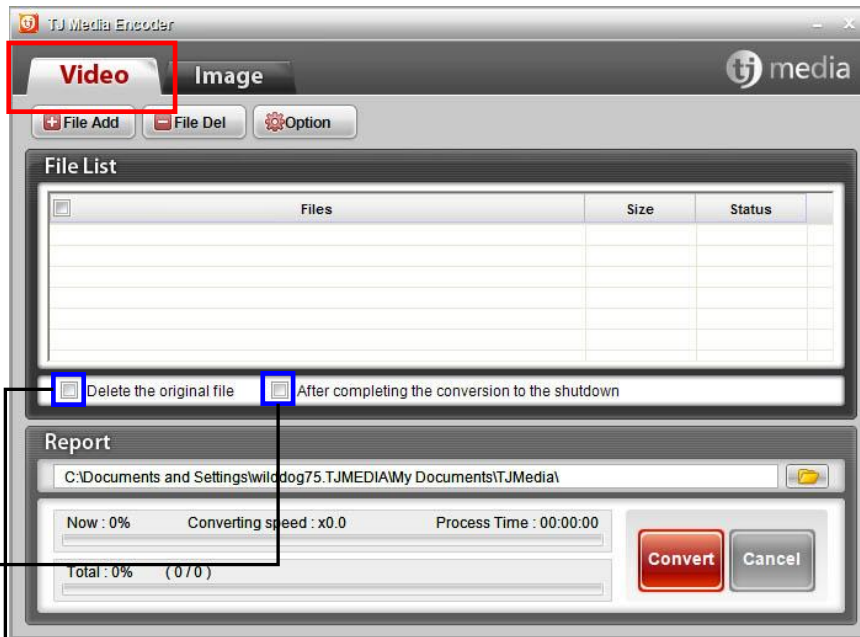 TJ Media Encoder
Video
Image
tj media
File Add
File Del
Option
File List
Files
Size
Status
Delete the original file
After completing the conversion to the shutdown
Report
C:\Documents and Settings\wilddog75.TJMEDIA\My Documents\TJMedia\
Now : 0%
Converting speed : x0.0
Process Time : 00:00:00
Total : 0%
( 0 / 0 )
Convert
Cancel